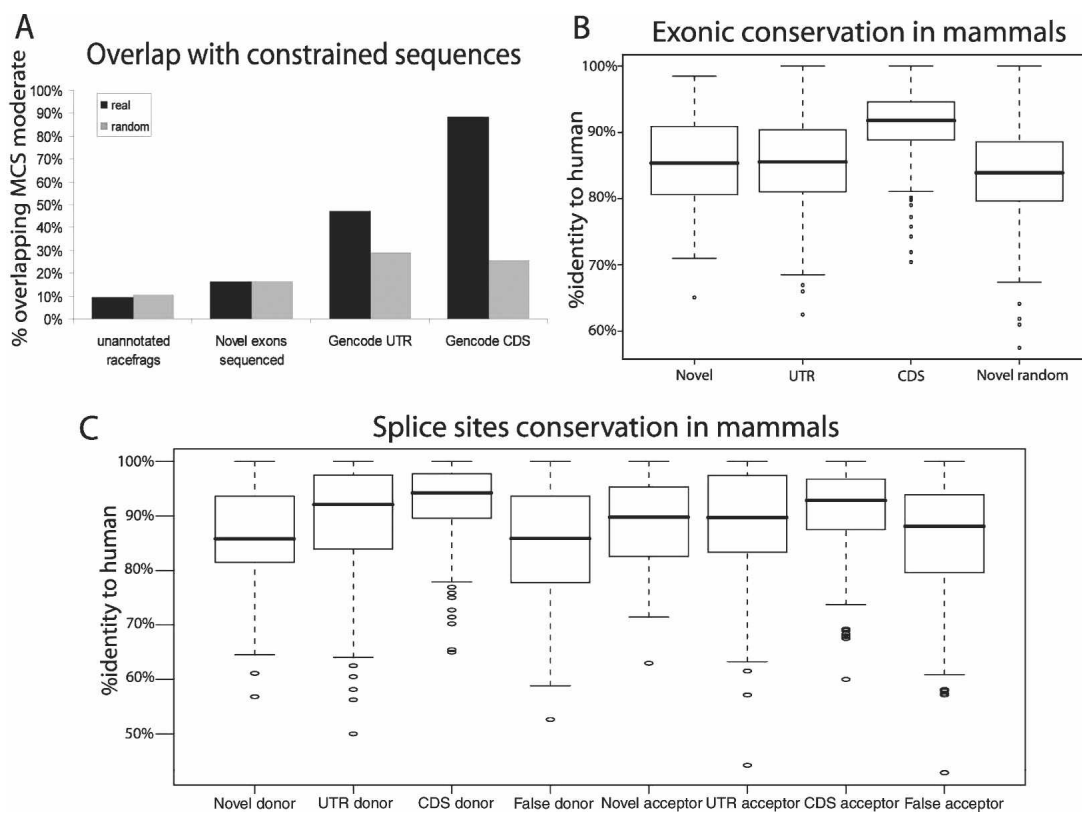 A
Overlap with constrained sequences
% overlapping MCS moderate
100%
90%
80%
70%
60%
50%
40%
30%
20%
10%
0%
real
random
unannotated
racefrags
Novel exons
sequenced
Gencode UTR
Gencode CDS
B
Exonic conservation in mammals
%identity to human
100%
90%
80%
70%
60%
Novel
UTR
CDS
Novel random
C
Splice sites conservation in mammals
%identity to human
100%
90%
80%
70%
60%
50%
Novel donor
UTR donor
CDS donor
False donor
Novel acceptor
UTR acceptor
CDS acceptor
False acceptor